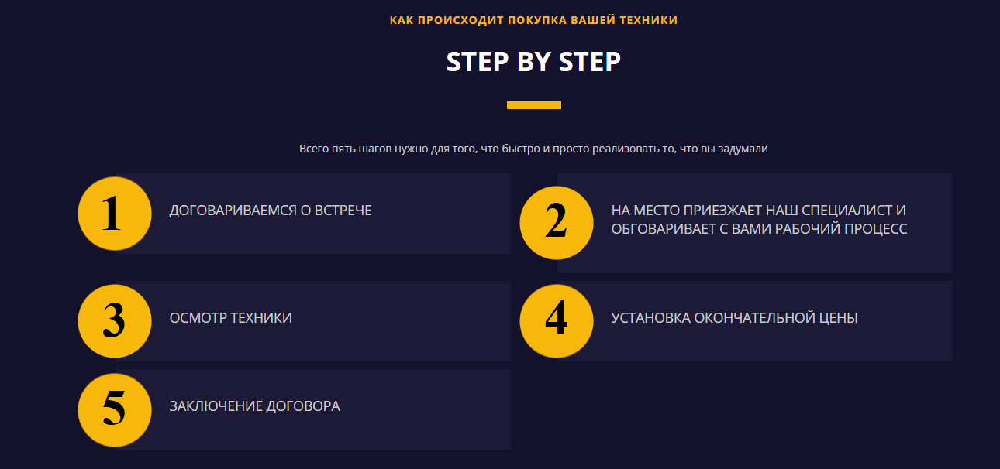 КАК ПРОИСХОДИТ ПОКУПКА ВАШЕЙ ТЕХНИКИ
STEP BY STEP
Всего пять шагов нужно для того, что быстро и просто реализовать то, что вы задумали
1
ДОГОВАРИВАЕМСЯ О ВСТРЕЧЕ
2
НА МЕСТО ПРИЕЗЖАЕТ НАШ СПЕЦИАЛИСТ И
ОБГОВАРИВАЕТ С ВАМИ РАБОЧИЙ ПРОЦЕСС
3
ОСМОТР ТЕХНИКИ
4
УСТАНОВКА ОКОНЧАТЕЛЬНОЙ ЦЕНЫ
5
ЗАКЛЮЧЕНИЕ ДОГОВОРА